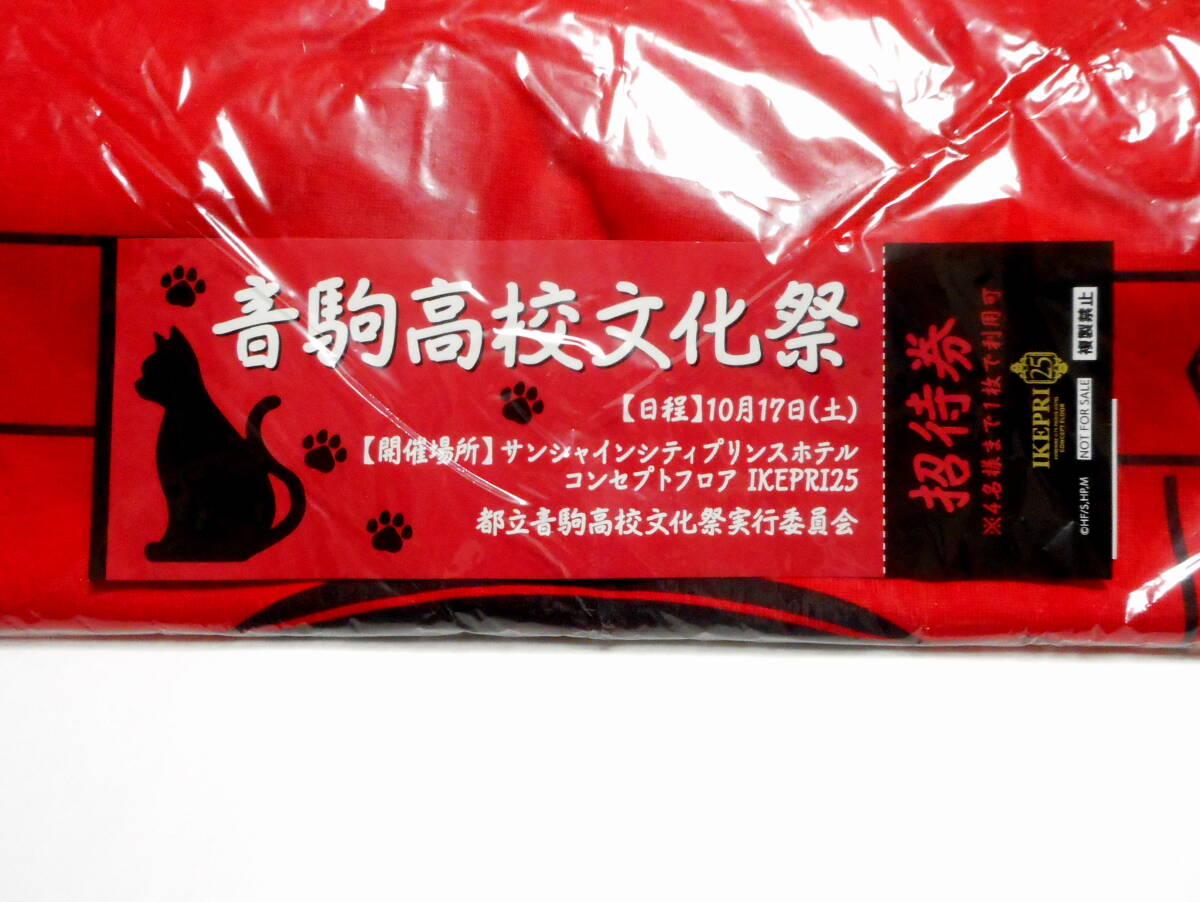 音駒高校文化祭
【日程】10月17日(土)
【開催場所】サンシャインシティプリンスホテル
コンセプトフロア IKEPRI25
都立音駒高校文化祭実行委員会
招待券
※4名様まで1枚で利用可
IKEPRI 25
CONCEPT FLOOR
©HF/S,HP,M
NOT FOR SALE
複製禁止